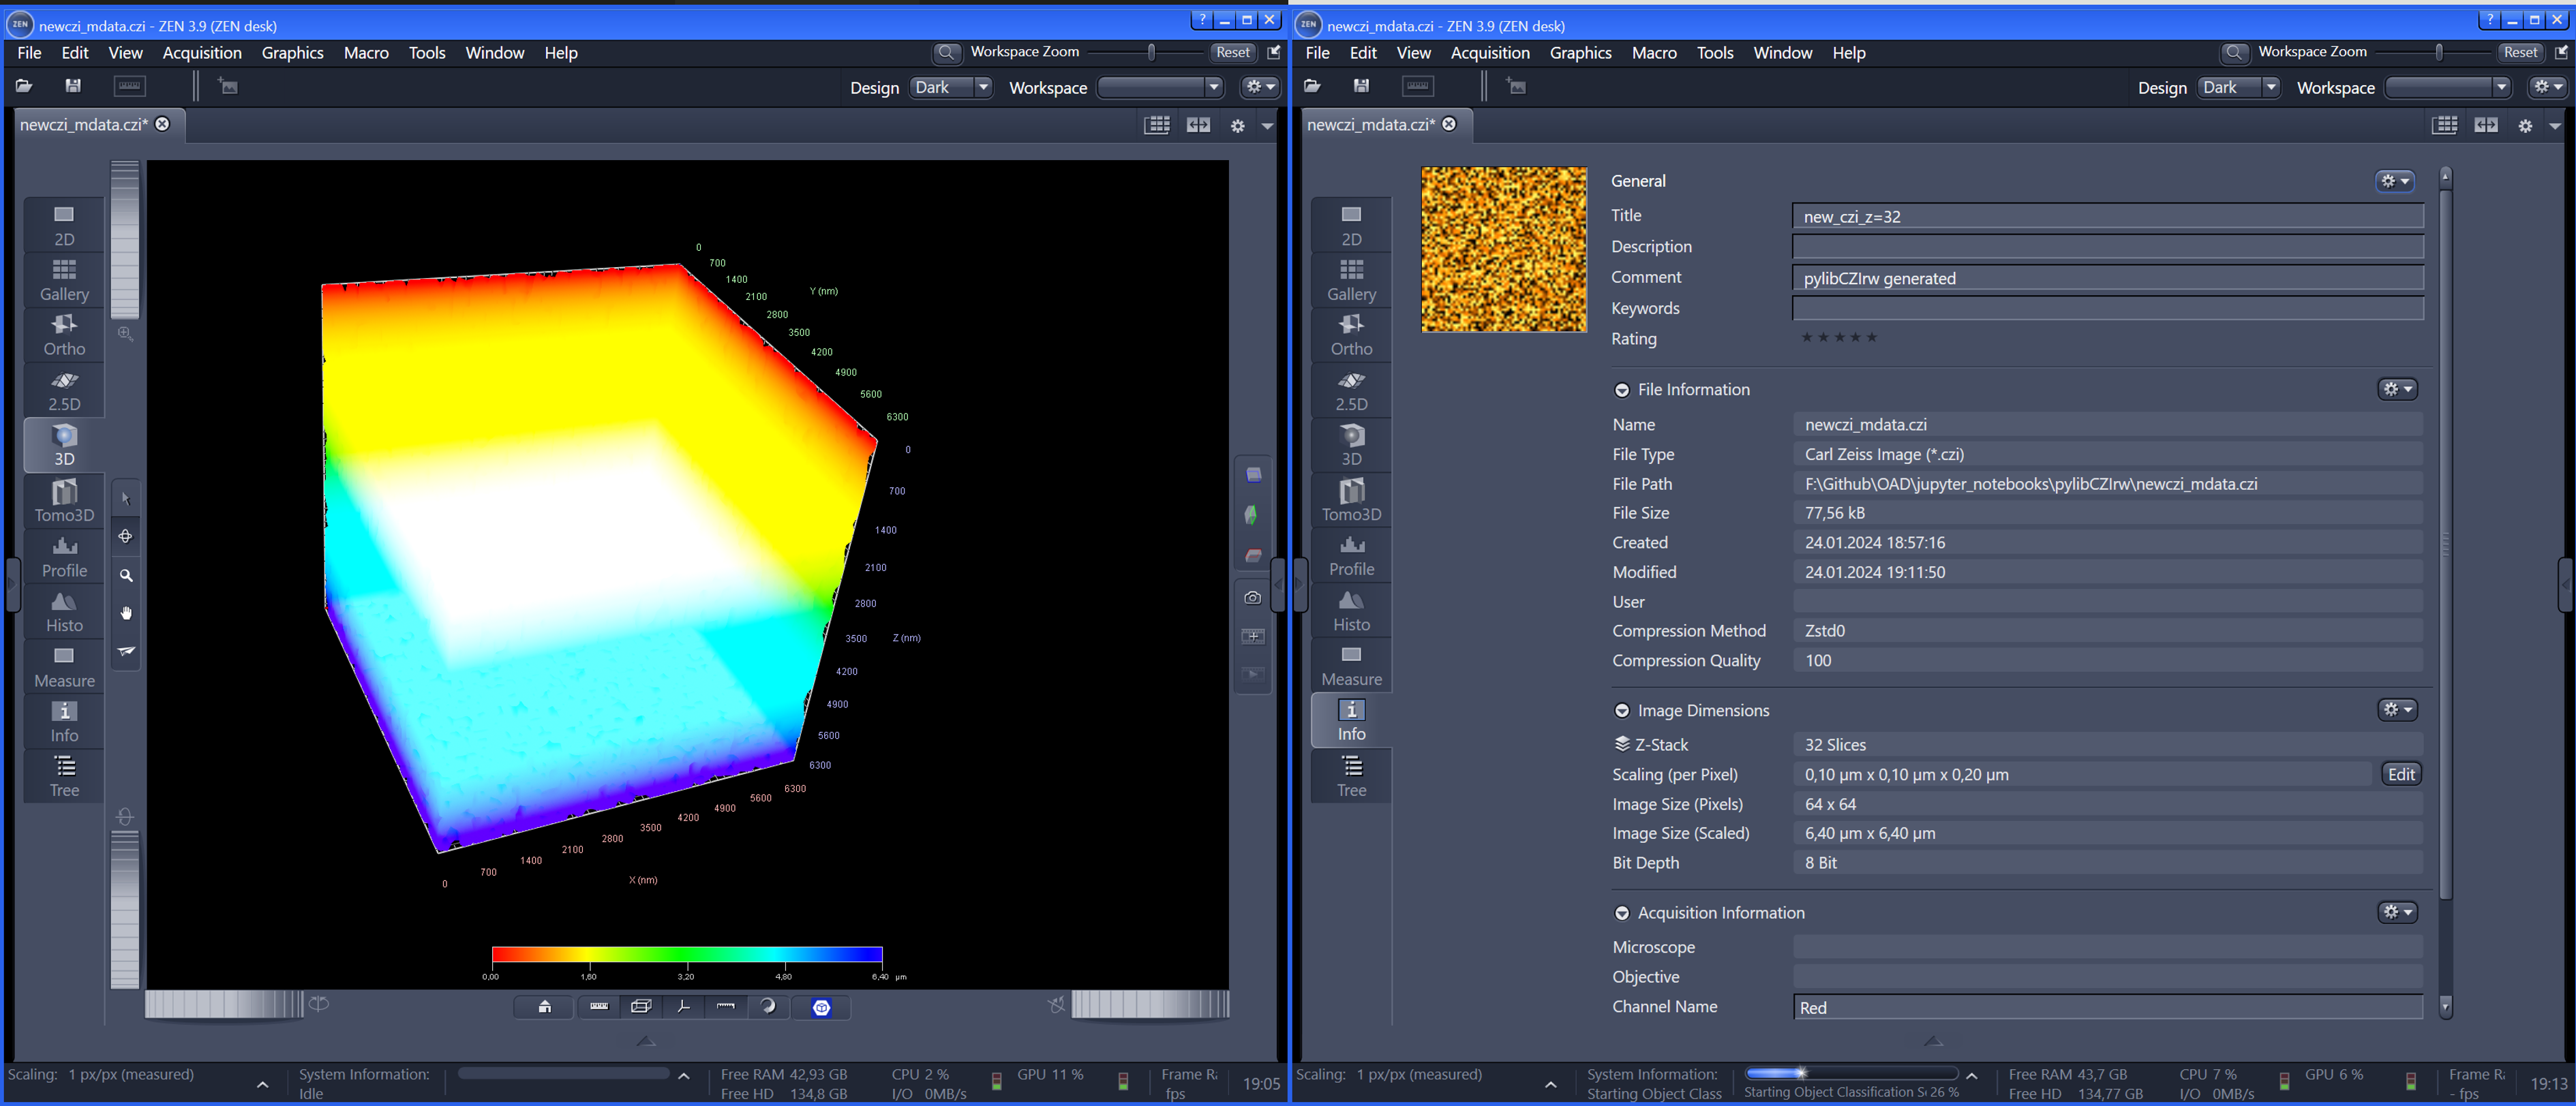 ZEN newczi_mdata.czi - ZEN 3.9 (ZEN desk)
File Edit View Acquisition Graphics Macro Tools Window Help
Workspace Zoom Reset
Design Dark Workspace
newczi_mdata.czi*
2D
Gallery
Ortho
2.5D
3D
Tomo3D
Profile
Histo
Measure
Info
Tree
0
700
1400
2100
2800
3500
4200
4900
5600
6300
Y (nm)
0
700
1400
2100
2800
3500
4200
4900
5600
6300
Z (nm)
0
700
1400
2100
2800
3500
4200
4900
5600
6300
X (nm)
0,00 1,60 3,20 4,80 6,40 μm
Scaling: 1 px/px (measured)
System Information:
Idle
Free RAM 42,93 GB
Free HD 134,8 GB
CPU 2 %
I/O 0MB/s
GPU 11 %
Frame R
fps
19:05
ZEN newczi_mdata.czi - ZEN 3.9 (ZEN desk)
File Edit View Acquisition Graphics Macro Tools Window Help
Workspace Zoom Reset
Design Dark Workspace
newczi_mdata.czi*
2D
Gallery
Ortho
2.5D
3D
Tomo3D
Profile
Histo
Measure
Info
Tree
General
Title new_czi_z=32
Description
Comment pylibCZIrw generated
Keywords
Rating
File Information
Name newczi_mdata.czi
File Type Carl Zeiss Image (*.czi)
File Path F:\Github\OAD\jupyter_notebooks\pylibCZIrw\newczi_mdata.czi
File Size 77,56 kB
Created 24.01.2024 18:57:16
Modified 24.01.2024 19:11:50
User
Compression Method Zstd0
Compression Quality 100
Image Dimensions
Z-Stack 32 Slices
Scaling (per Pixel) 0,10 μm x 0,10 μm x 0,20 μm Edit
Image Size (Pixels) 64 x 64
Image Size (Scaled) 6,40 μm x 6,40 μm
Bit Depth 8 Bit
Acquisition Information
Microscope
Objective
Channel Name Red
Scaling: 1 px/px (measured)
System Information:
Starting Object Class
Starting Object Classification 26 %
Free RAM 43,7 GB
Free HD 134,77 GB
CPU 7 %
I/O 0MB/s
GPU 6 %
Frame R
- fps
19:13